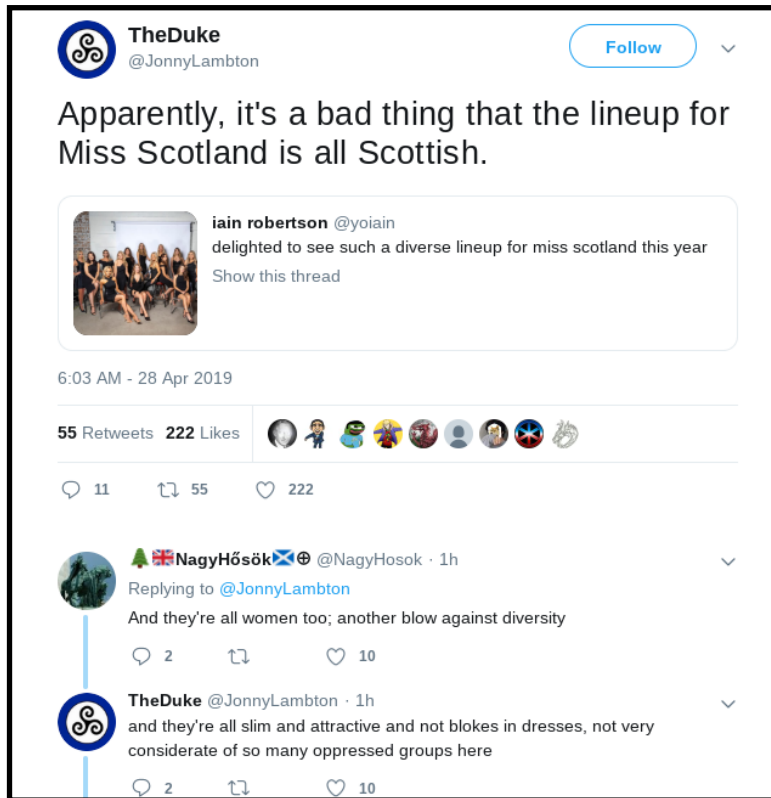 TheDuke
@JonnyLambton
Follow
Apparently, it's a bad thing that the lineup for
Miss Scotland is all Scottish.
iain robertson @yoiain
delighted to see such a diverse lineup for miss scotland this year
Show this thread
6:03 AM - 28 Apr 2019
55 Retweets 222 Likes
11 55 222
🌲🇬🇧NagyHősök🏴󠁧󠁢󠁳󠁣󠁴󠁿⊕ @NagyHosok · 1h
Replying to @JonnyLambton
And they're all women too; another blow against diversity
2 10
TheDuke @JonnyLambton · 1h
and they're all slim and attractive and not blokes in dresses, not very
considerate of so many oppressed groups here
2 10